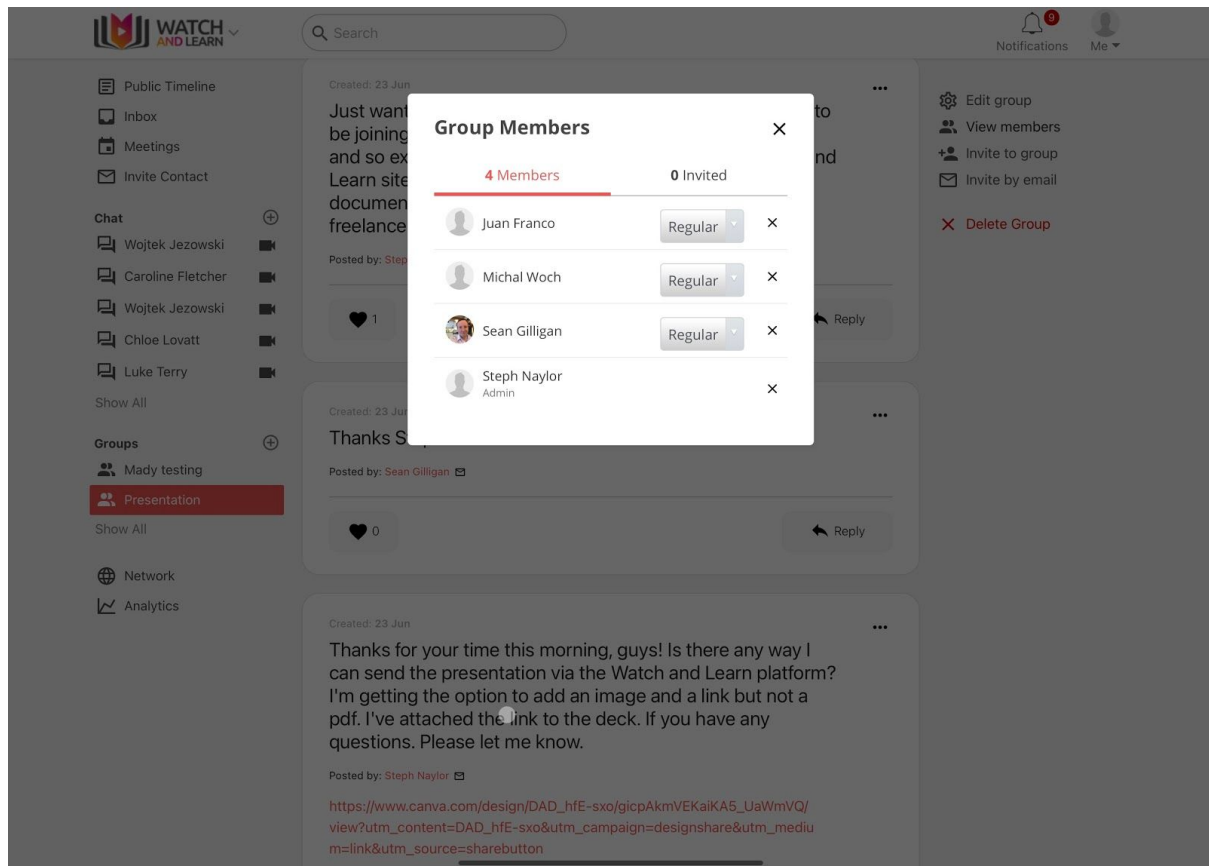 WATCH
AND LEARN
Search
9
Notifications
Me
Public Timeline
Inbox
Meetings
Invite Contact
Chat
Wojtek Jezowski
Caroline Fletcher
Wojtek Jezowski
Chloe Lovatt
Luke Terry
Show All
Groups
Mady testing
Presentation
Show All
Network
Analytics
Created: 23 Jun
Just want to
be joining
and so ex nd
Learn site
documen
freelance
Posted by: Step
1
Reply
Group Members
4 Members 0 Invited
Juan Franco Regular
Michal Woch Regular
Sean Gilligan Regular
Steph Naylor
Admin
Created: 23 Jun
Thanks S
Posted by: Sean Gilligan
0
Reply
Created: 23 Jun
Thanks for your time this morning, guys! Is there any way I
can send the presentation via the Watch and Learn platform?
I'm getting the option to add an image and a link but not a
pdf. I've attached the link to the deck. If you have any
questions. Please let me know.
Posted by: Steph Naylor
https://www.canva.com/design/DAD_hfE-sxo/gicpAkmVEKaiKA5_UaWmVQ/
view?utm_content=DAD_hfE-sxo&utm_campaign=designshare&utm_mediu
m=link&utm_source=sharebutton
Edit group
View members
Invite to group
Invite by email
Delete Group